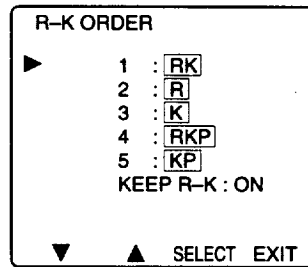 R–K ORDER
1 : RK
2 : R
3 : K
4 : RKP
5 : KP
KEEP R–K : ON
SELECT EXIT